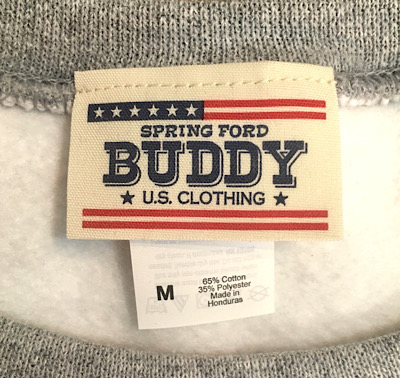 SPRING FORD
BUDDY
★ U.S. CLOTHING ★
M
65% Cotton
35% Polyester
Made in
Honduras